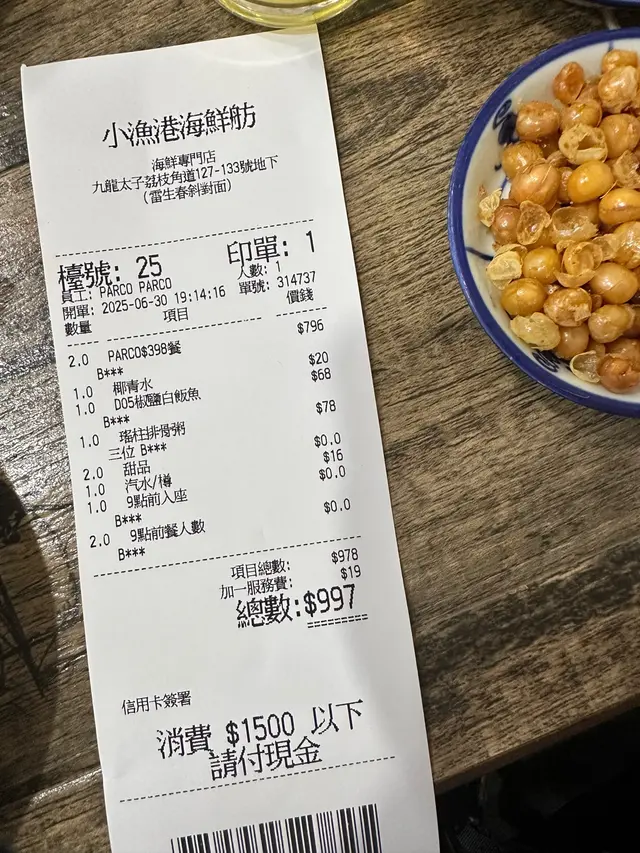 小漁港海鮮舫
海鮮專門店
九龍太子荔枝角道127-133號地下
(雷生春斜對面)
檯號: 25 印單: 1
員工: PARCO PARCO 人數: 1
開單: 2025-06-30 19:14:16 單號: 314737
數量 項目 價錢
2.0 PARCO$398餐 $796
B***
1.0 椰青水 $20
1.0 D05椒鹽白飯魚 $68
B***
1.0 瑤柱排骨粥 $78
三位 B***
2.0 甜品 $0.0
1.0 汽水/樽 $16
1.0 9點前入座 $0.0
B***
2.0 9點前餐人數 $0.0
B***
項目總數: $978
加一服務費: $19
總數:$997
信用卡簽署
消費 $1500 以下
請付現金